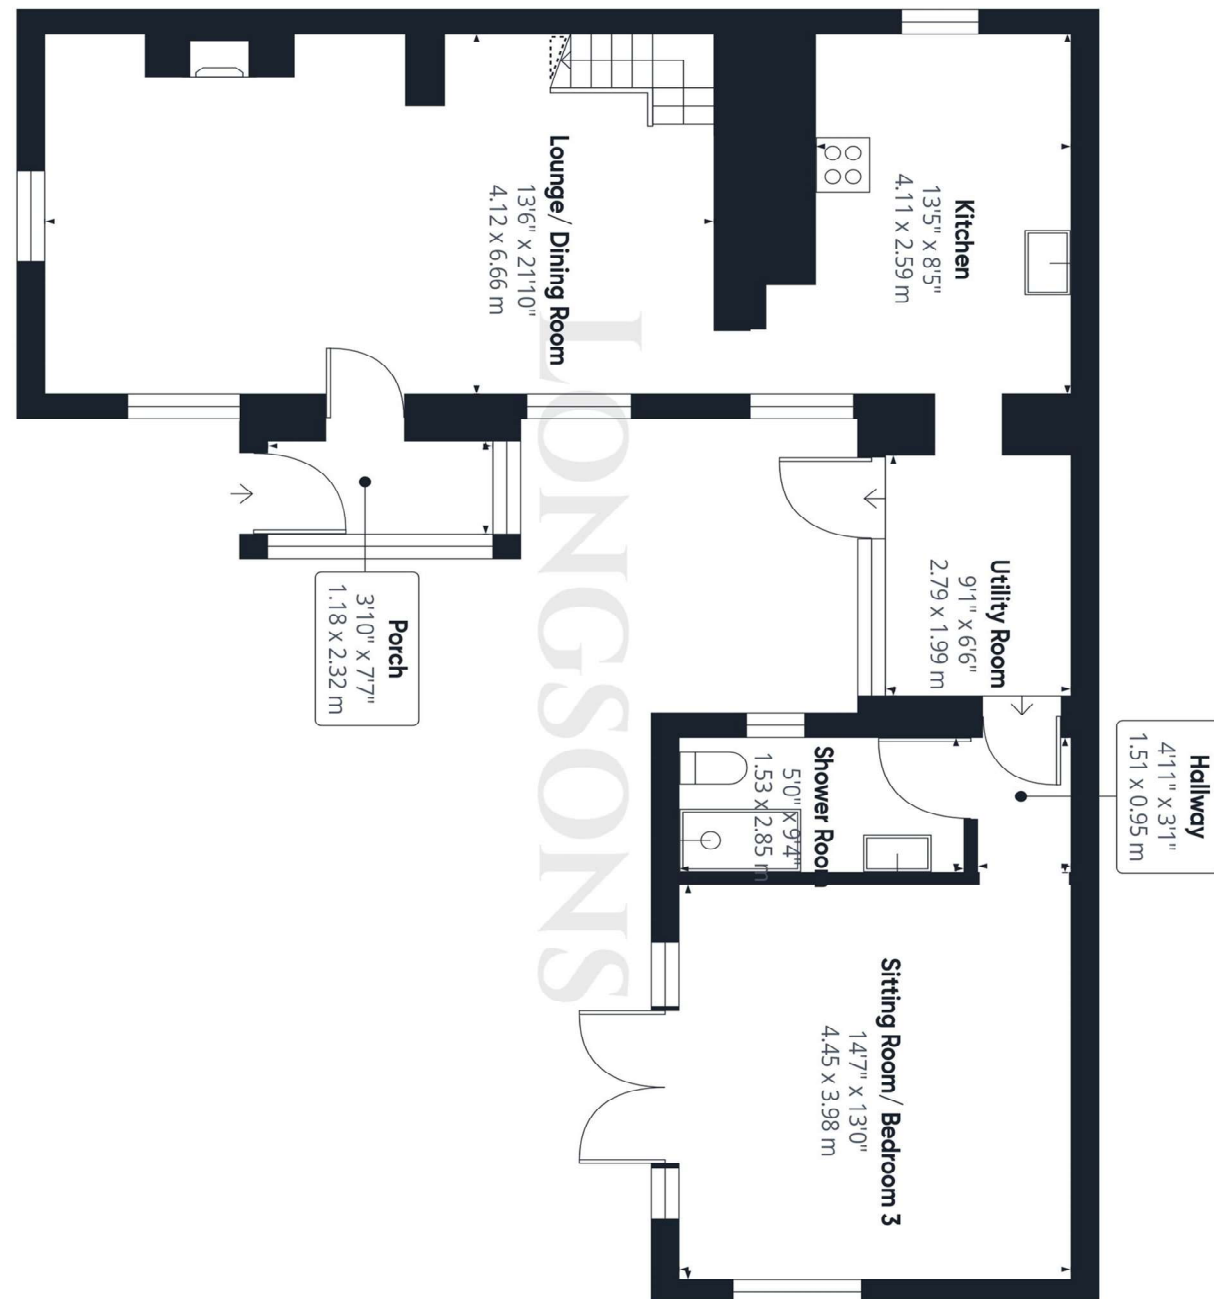 Lounge/ Dining Room
13'6" x 21'10"
4.12 x 6.66 m
Kitchen
13'5" x 8'5"
4.11 x 2.59 m
Porch
3'10" x 7'7"
1.18 x 2.32 m
Utility Room
9'1" x 6'6"
2.79 x 1.99 m
Hallway
4'11" x 3'1"
1.51 x 0.95 m
Shower Room
5'0" x 9'4"
1.53 x 2.85 m
Sitting Room/ Bedroom 3
14'7" x 13'0"
4.45 x 3.98 m
LONGSONS